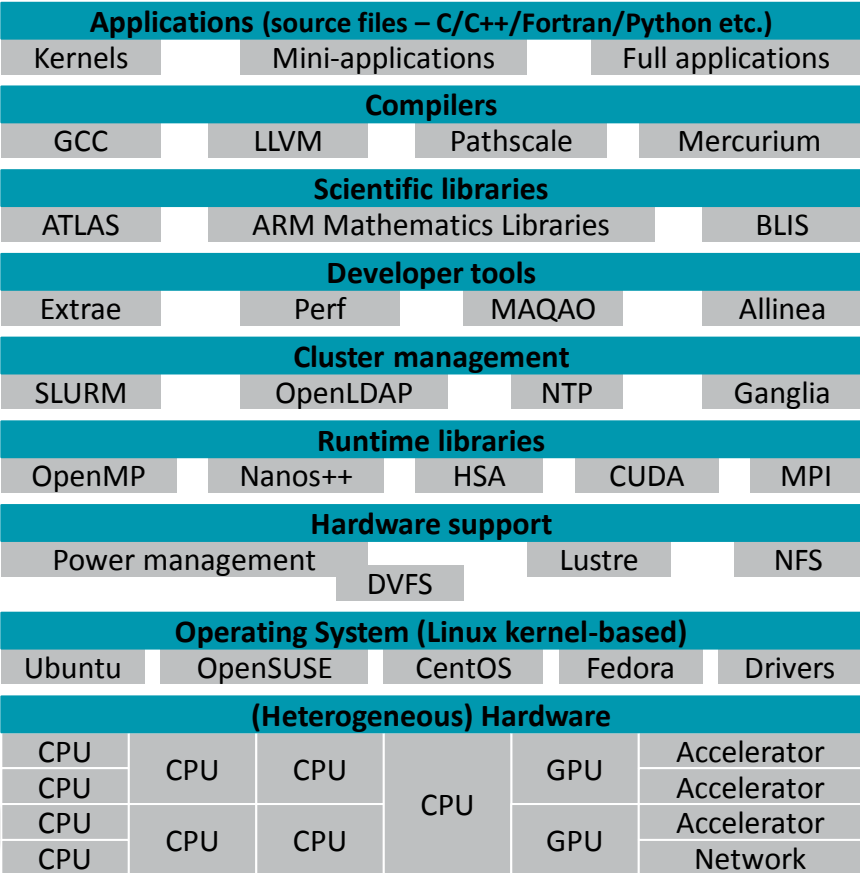 Applications (source files – C/C++/Fortran/Python etc.)
Kernels Mini-applications Full applications
Compilers
GCC LLVM Pathscale Mercurium
Scientific libraries
ATLAS ARM Mathematics Libraries BLIS
Developer tools
Extrae Perf MAQAO Allinea
Cluster management
SLURM OpenLDAP NTP Ganglia
Runtime libraries
OpenMP Nanos++ HSA CUDA MPI
Hardware support
Power management Lustre NFS
DVFS
Operating System (Linux kernel-based)
Ubuntu OpenSUSE CentOS Fedora Drivers
(Heterogeneous) Hardware
CPU Accelerator
CPU CPU GPU
CPU Accelerator
CPU
CPU Accelerator
CPU CPU GPU
CPU Network